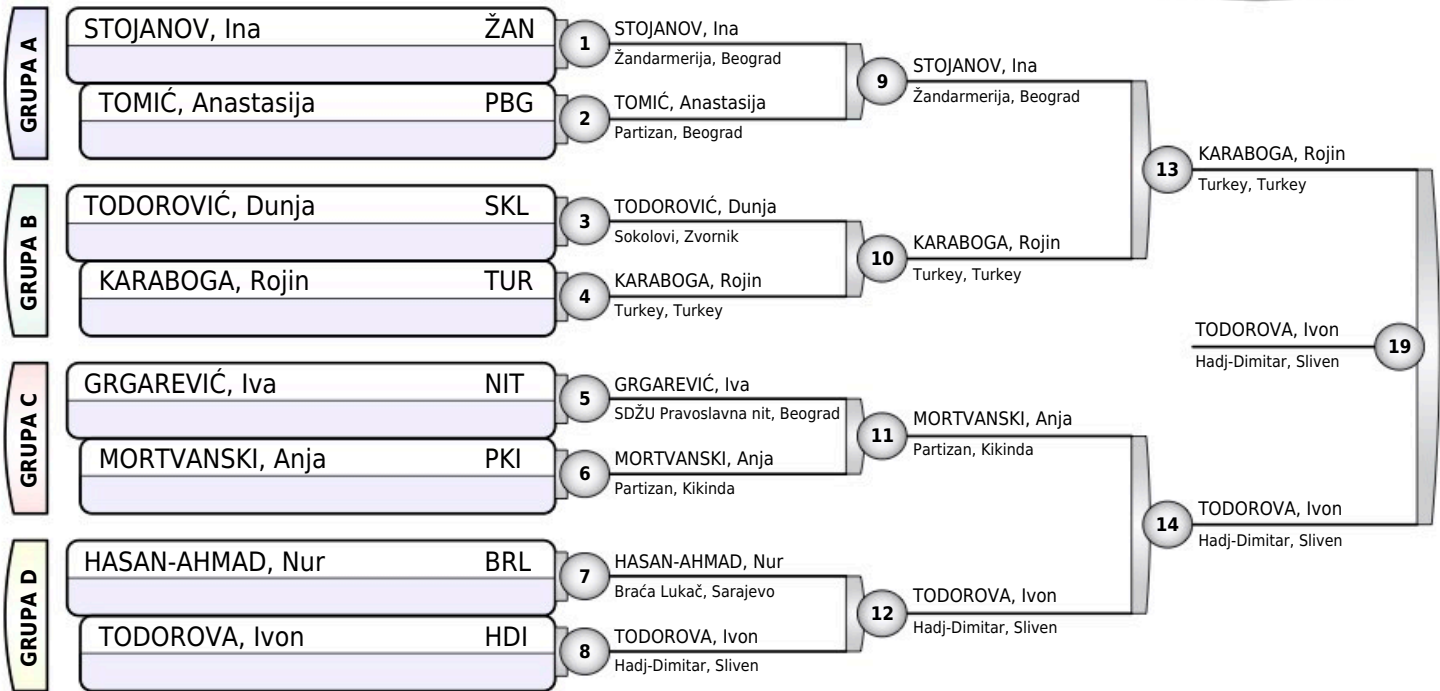 GRUPA A
STOJANOV, Ina ŽAN
TOMIĆ, Anastasija PBG
GRUPA B
TODOROVIĆ, Dunja SKL
KARABOGA, Rojin TUR
GRUPA C
GRGAREVIĆ, Iva NIT
MORTVANSKI, Anja PKI
GRUPA D
HASAN-AHMAD, Nur BRL
TODOROVA, Ivon HDI
1
STOJANOV, Ina
Žandarmerija, Beograd
2
TOMIĆ, Anastasija
Partizan, Beograd
3
TODOROVIĆ, Dunja
Sokolovi, Zvornik
4
KARABOGA, Rojin
Turkey, Turkey
5
GRGAREVIĆ, Iva
SDŽU Pravoslavna nit, Beograd
6
MORTVANSKI, Anja
Partizan, Kikinda
7
HASAN-AHMAD, Nur
Braća Lukač, Sarajevo
8
TODOROVA, Ivon
Hadj-Dimitar, Sliven
9
STOJANOV, Ina
Žandarmerija, Beograd
10
KARABOGA, Rojin
Turkey, Turkey
11
MORTVANSKI, Anja
Partizan, Kikinda
12
TODOROVA, Ivon
Hadj-Dimitar, Sliven
13
KARABOGA, Rojin
Turkey, Turkey
14
TODOROVA, Ivon
Hadj-Dimitar, Sliven
TODOROVA, Ivon
Hadj-Dimitar, Sliven
19